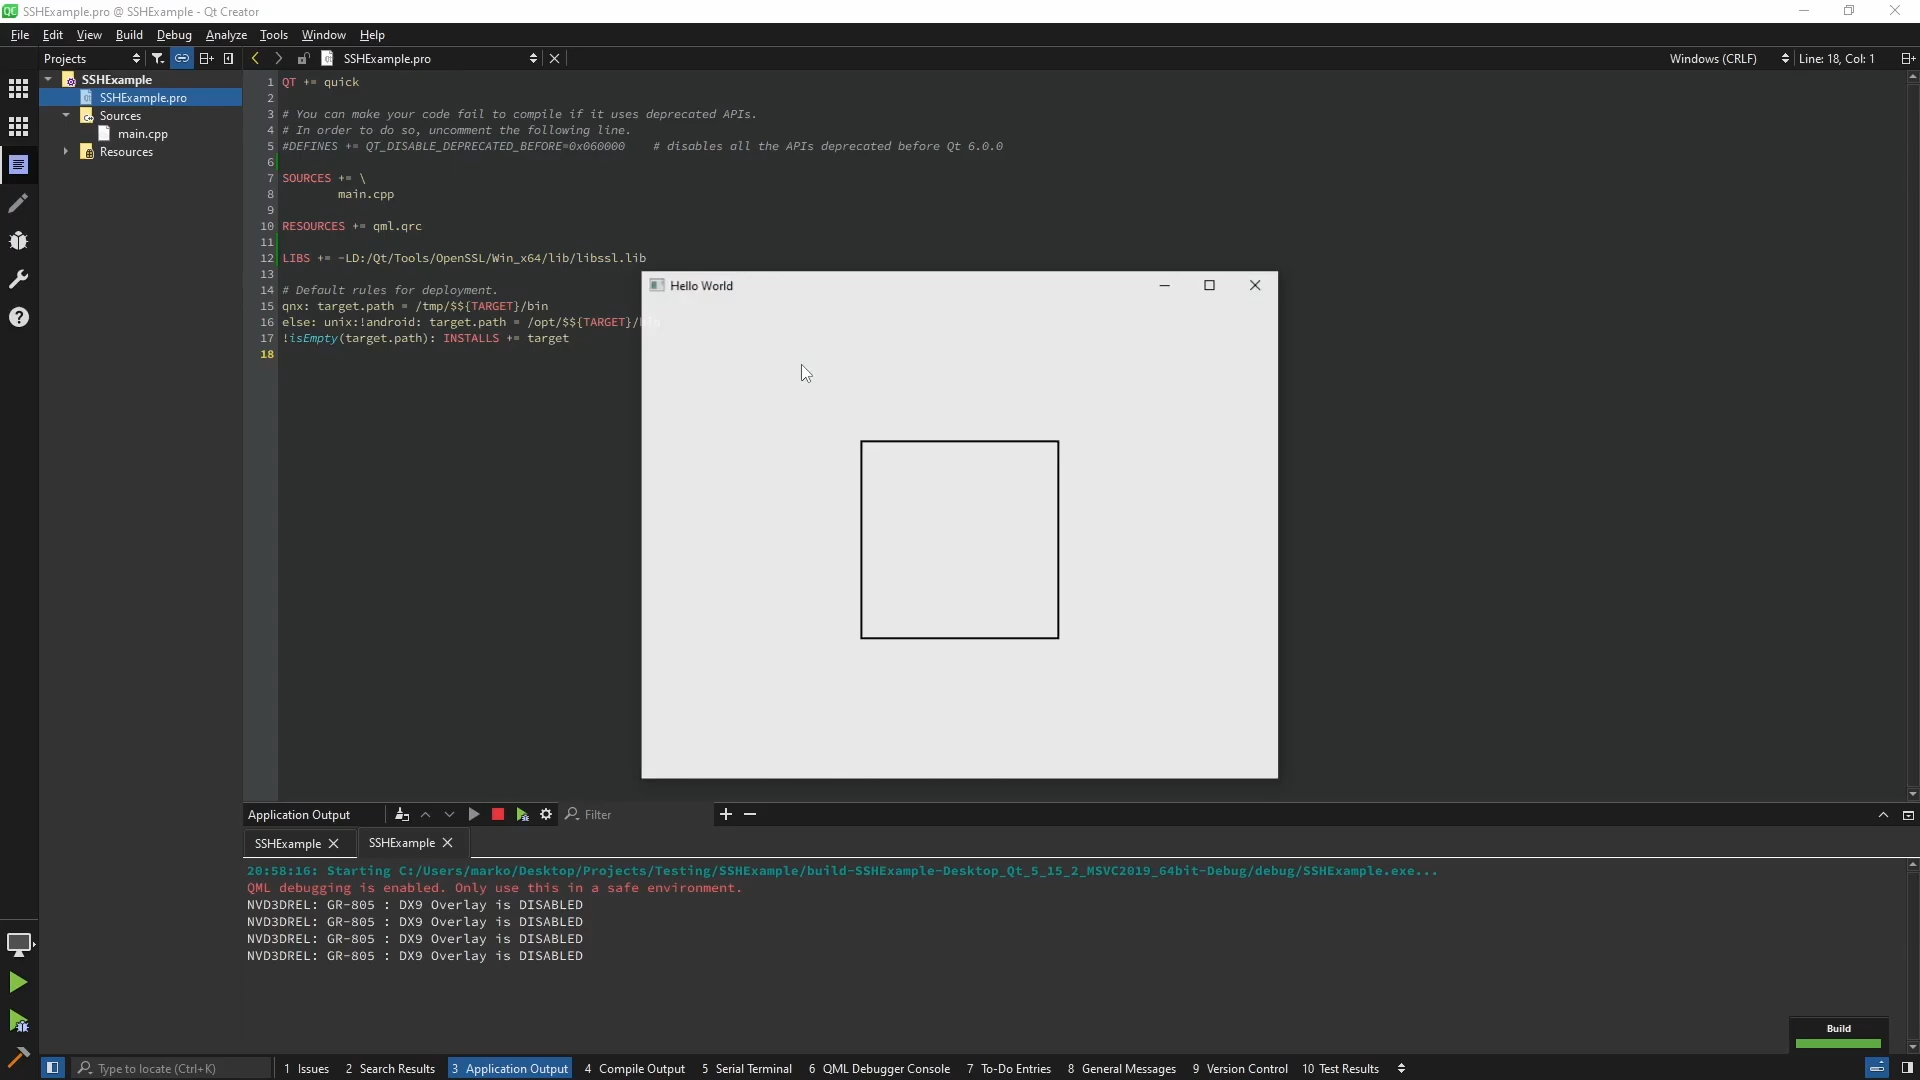 SSHExample.pro @ SSHExample - Qt Creator
File Edit View Build Debug Analyze Tools Window Help
Projects
SSHExample.pro
Windows (CRLF)
Line: 18, Col: 1
SSHExample
SSHExample.pro
Sources
main.cpp
Resources
1 QT += quick
2
3 # You can make your code fail to compile if it uses deprecated APIs.
4 # In order to do so, uncomment the following line.
5 #DEFINES += QT_DISABLE_DEPRECATED_BEFORE=0x060000    # disables all the APIs deprecated before Qt 6.0.0
6
7 SOURCES += \
8 main.cpp
9
10 RESOURCES += qml.qrc
11
12 LIBS += -LD:/Qt/Tools/OpenSSL/Win_x64/lib/libssl.lib
13
14 # Default rules for deployment.
15 qnx: target.path = /tmp/$${TARGET}/bin
16 else: unix:!android: target.path = /opt/$${TARGET}/bin
17 !isEmpty(target.path): INSTALLS += target
18
Hello World
Application Output
Filter
SSHExample
SSHExample
20:58:16: Starting C:/Users/marko/Desktop/Projects/Testing/SSHExample/build-SSHExample-Desktop_Qt_5_15_2_MSVC2019_64bit-Debug/debug/SSHExample.exe...
QML debugging is enabled. Only use this in a safe environment.
NVD3DREL: GR-805 : DX9 Overlay is DISABLED
NVD3DREL: GR-805 : DX9 Overlay is DISABLED
NVD3DREL: GR-805 : DX9 Overlay is DISABLED
NVD3DREL: GR-805 : DX9 Overlay is DISABLED
Build
Type to locate (Ctrl+K)
1 Issues
2 Search Results
3 Application Output
4 Compile Output
5 Serial Terminal
6 QML Debugger Console
7 To-Do Entries
8 General Messages
9 Version Control
10 Test Results